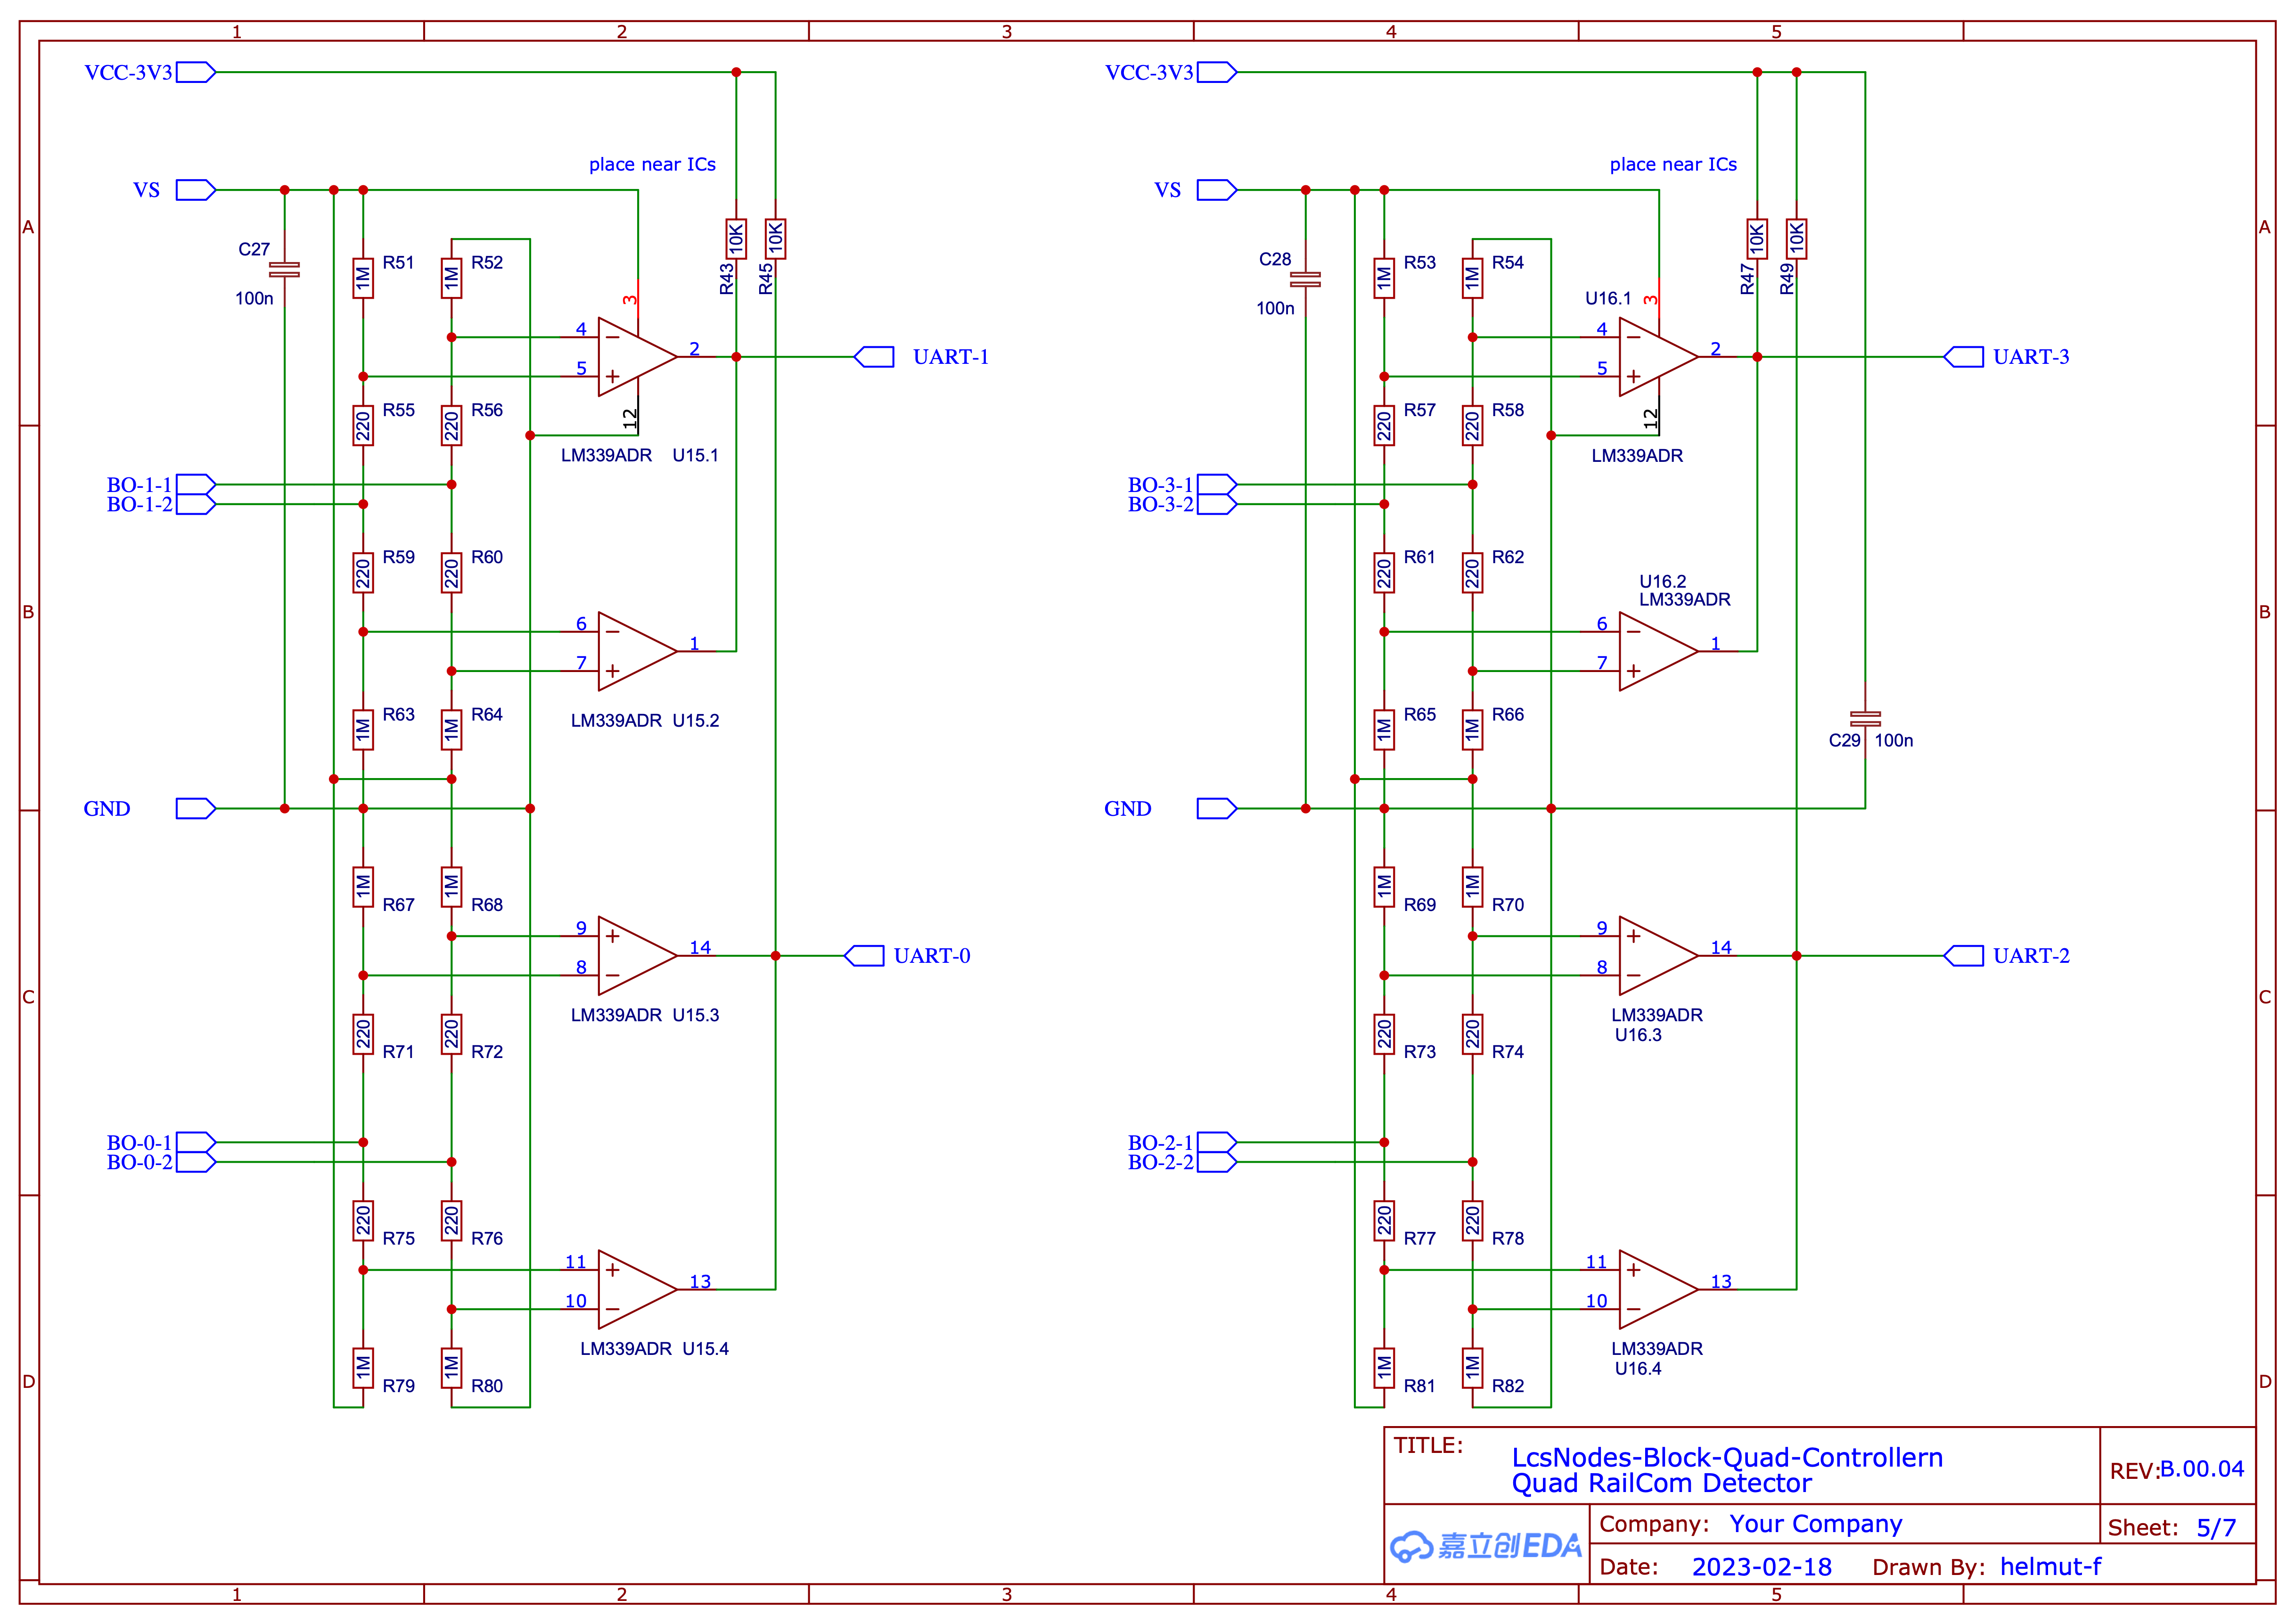 1 2 3 4 5
VCC-3V3
VCC-3V3
place near ICs
place near ICs
VS
VS
A
A
C27
100n
R51
1M
R52
1M
10K
R43
10K
R45
C28
100n
R53
1M
R54
1M
10K
R47
10K
R49
3
4
5
2
12
LM339ADR U15.1
UART-1
U16.1
3
4
5
2
12
LM339ADR
UART-3
R55
220
R56
220
R57
220
R58
220
BO-1-1
BO-1-2
BO-3-1
BO-3-2
R59
220
R60
220
R61
220
R62
220
B
B
6
7
1
LM339ADR U15.2
U16.2
LM339ADR
6
7
1
R63
1M
R64
1M
R65
1M
R66
1M
C29 100n
GND
GND
R67
1M
R68
1M
R69
1M
R70
1M
9
8
14
LM339ADR U15.3
UART-0
9
8
14
LM339ADR
U16.3
UART-2
C
C
R71
220
R72
220
R73
220
R74
220
BO-0-1
BO-0-2
BO-2-1
BO-2-2
R75
220
R76
220
R77
220
R78
220
11
10
13
LM339ADR U15.4
11
10
13
LM339ADR
U16.4
D
D
R79
1M
R80
1M
R81
1M
R82
1M
TITLE:
LcsNodes-Block-Quad-Controllern
Quad RailCom Detector
REV:B.00.04
嘉立创EDA
Company: Your Company
Sheet: 5/7
Date: 2023-02-18 Drawn By: helmut-f
1 2 3 4 5